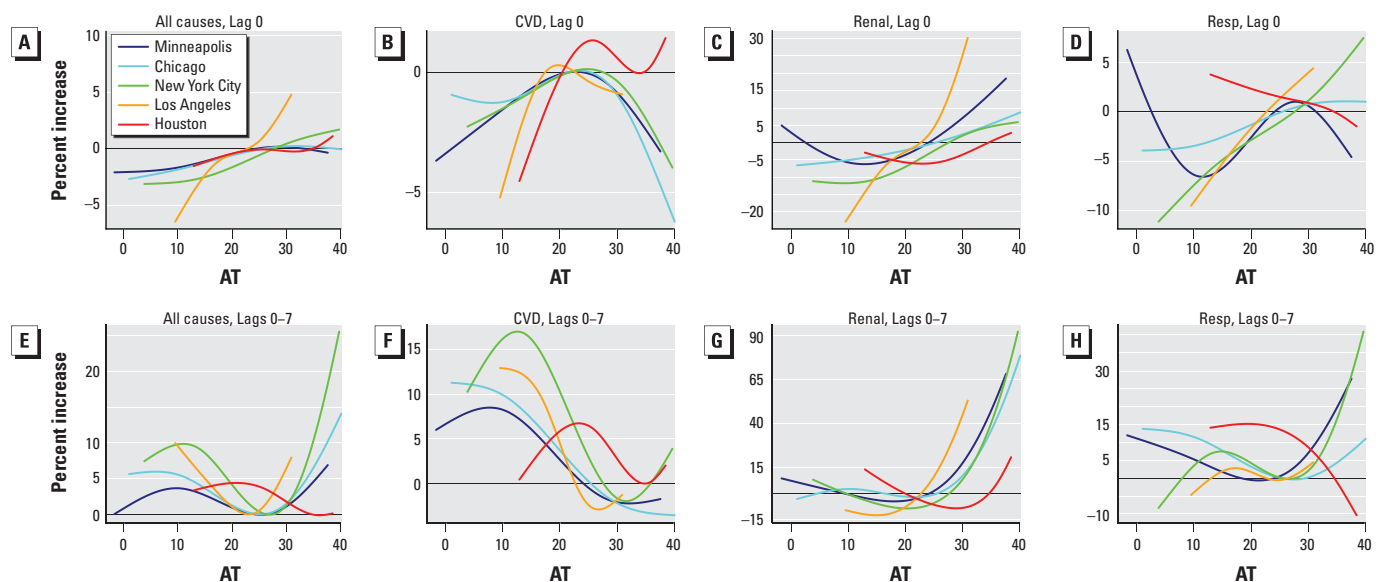 A
All causes, Lag 0
Percent increase
10
5
0
–5
Minneapolis
Chicago
New York City
Los Angeles
Houston
0 10 20 30 40
AT
B
CVD, Lag 0
0
–5
0 10 20 30 40
AT
C
Renal, Lag 0
30
15
5
–5
–20
0 10 20 30 40
AT
D
Resp, Lag 0
5
0
–5
–10
0 10 20 30 40
AT
E
All causes, Lags 0–7
Percent increase
20
10
5
0
0 10 20 30 40
AT
F
CVD, Lags 0–7
15
10
5
0
0 10 20 30 40
AT
G
Renal, Lags 0–7
90
65
40
15
–15
0 10 20 30 40
AT
H
Resp, Lags 0–7
30
15
5
–10
0 10 20 30 40
AT